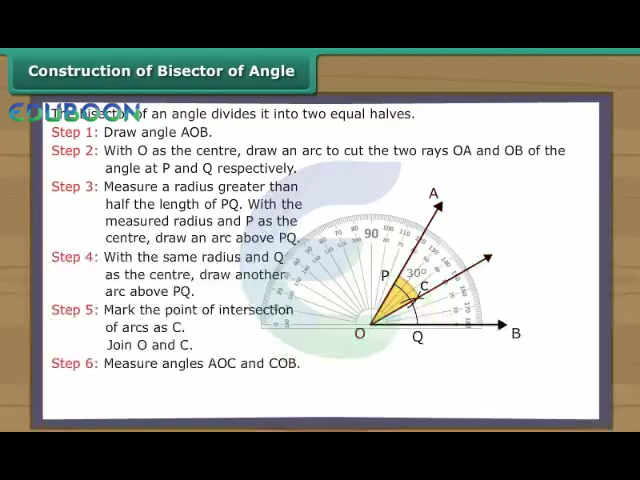 Construction of Bisector of Angle
EDUBOON
The bisector of an angle divides it into two equal halves.
Step 1: Draw angle AOB.
Step 2: With O as the centre, draw an arc to cut the two rays OA and OB of the
angle at P and Q respectively.
Step 3: Measure a radius greater than
half the length of PQ. With the
measured radius and P as the
centre, draw an arc above PQ.
Step 4: With the same radius and Q
as the centre, draw another
arc above PQ.
Step 5: Mark the point of intersection
of arcs as C.
Join O and C.
Step 6: Measure angles AOC and COB.
A
90
P
30°
C
O
Q
B